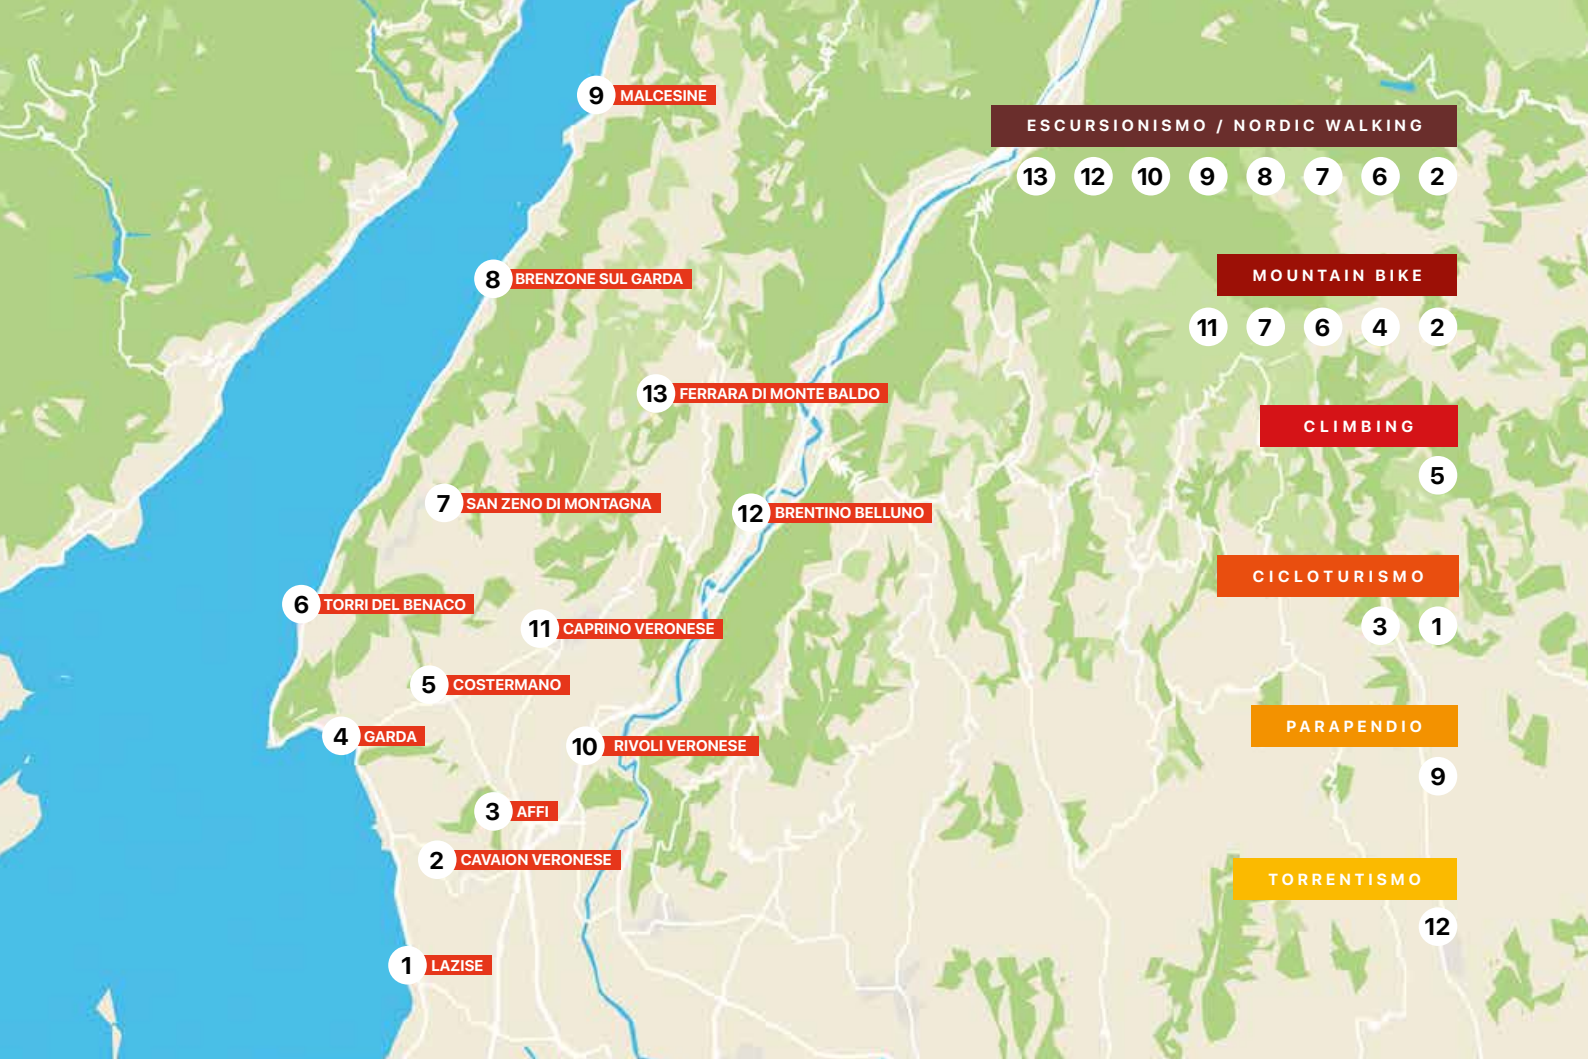 9 MALCESINE
8 BRENZONE SUL GARDA
13 FERRARA DI MONTE BALDO
7 SAN ZENO DI MONTAGNA
12 BRENTINO BELLUNO
6 TORRI DEL BENACO
11 CAPRINO VERONESE
5 COSTERMANO
4 GARDA
10 RIVOLI VERONESE
3 AFFI
2 CAVAION VERONESE
1 LAZISE
ESCURSIONISMO / NORDIC WALKING
13 12 10 9 8 7 6 2
MOUNTAIN BIKE
11 7 6 4 2
CLIMBING
5
CICLOTURISMO
3 1
PARAPENDIO
9
TORRENTISMO
12